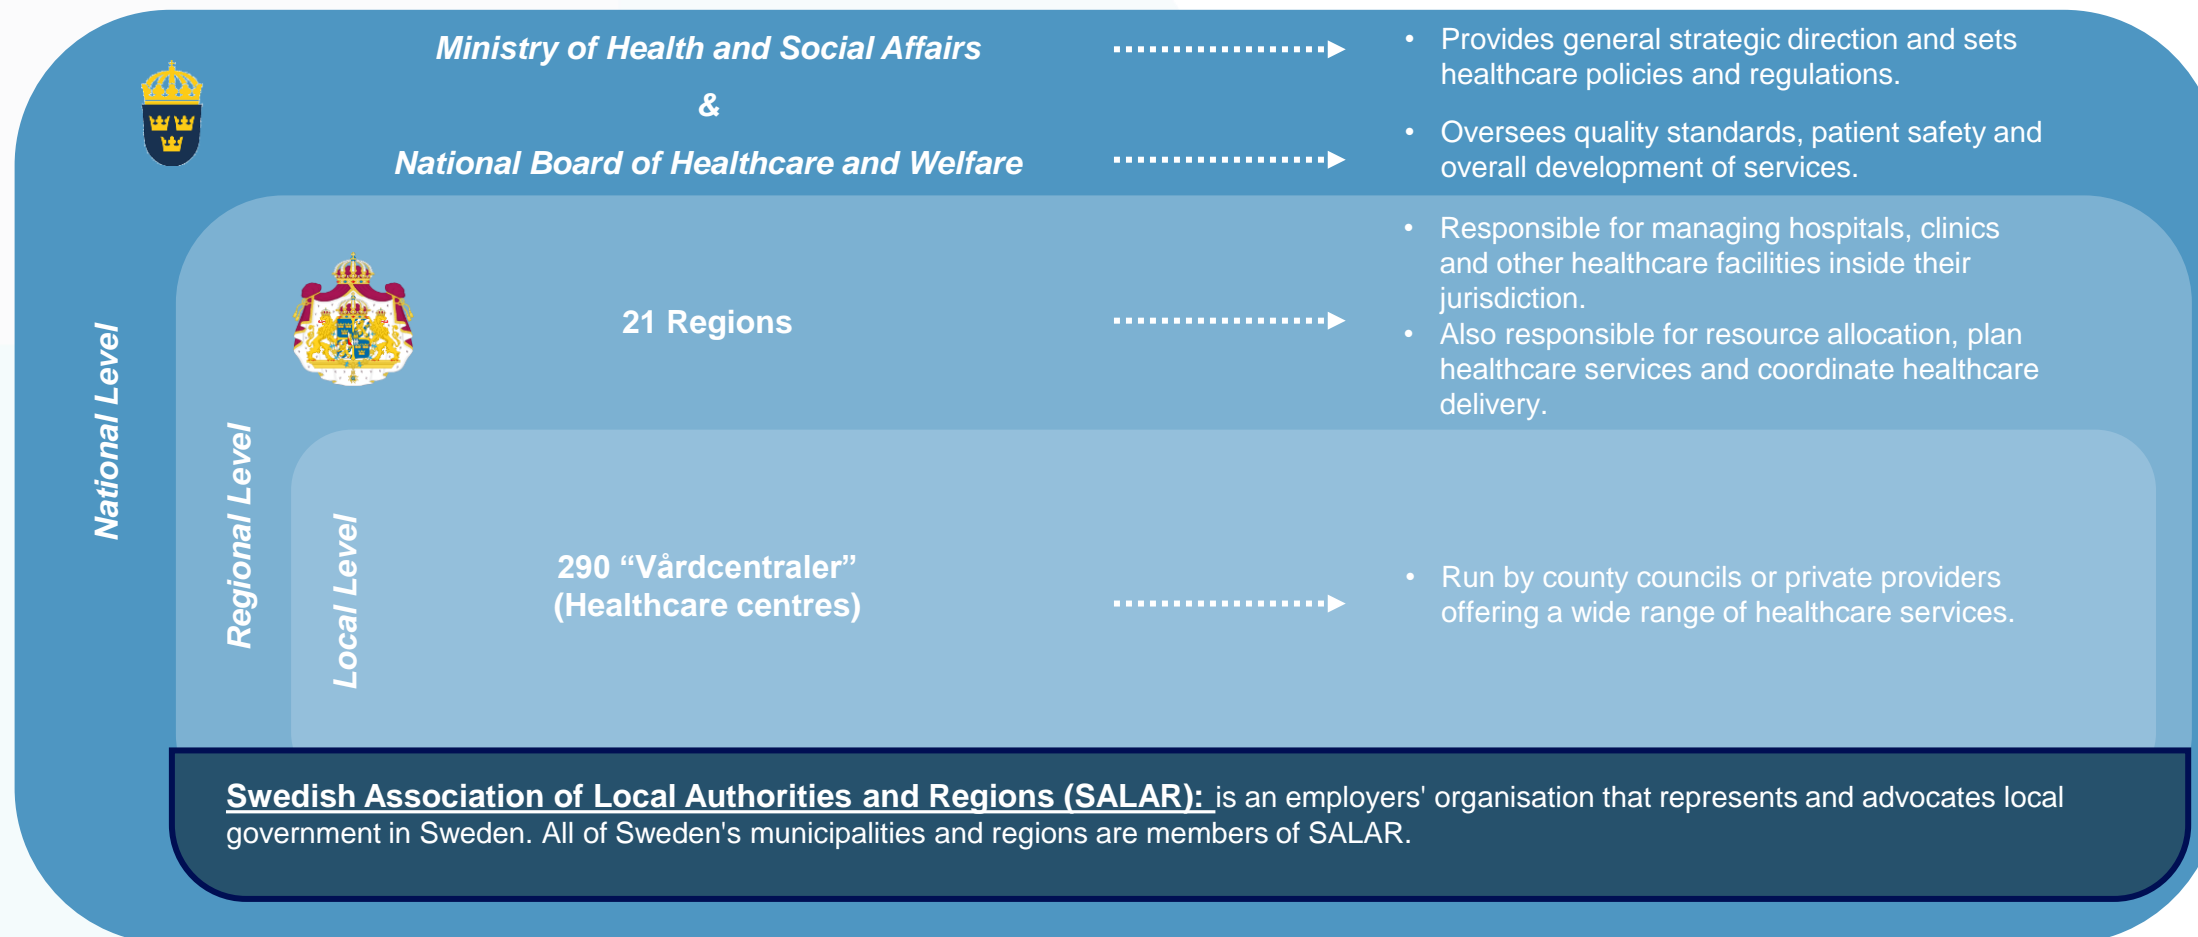 Ministry of Health and Social Affairs
&
National Board of Healthcare and Welfare
• Provides general strategic direction and sets
healthcare policies and regulations.
• Oversees quality standards, patient safety and
overall development of services.
National Level
21 Regions
• Responsible for managing hospitals, clinics
and other healthcare facilities inside their
jurisdiction.
• Also responsible for resource allocation, plan
healthcare services and coordinate healthcare
delivery.
Regional Level
Local Level
290 “Vårdcentraler”
(Healthcare centres)
• Run by county councils or private providers
offering a wide range of healthcare services.
Swedish Association of Local Authorities and Regions (SALAR): is an employers' organisation that represents and advocates local
government in Sweden. All of Sweden's municipalities and regions are members of SALAR.